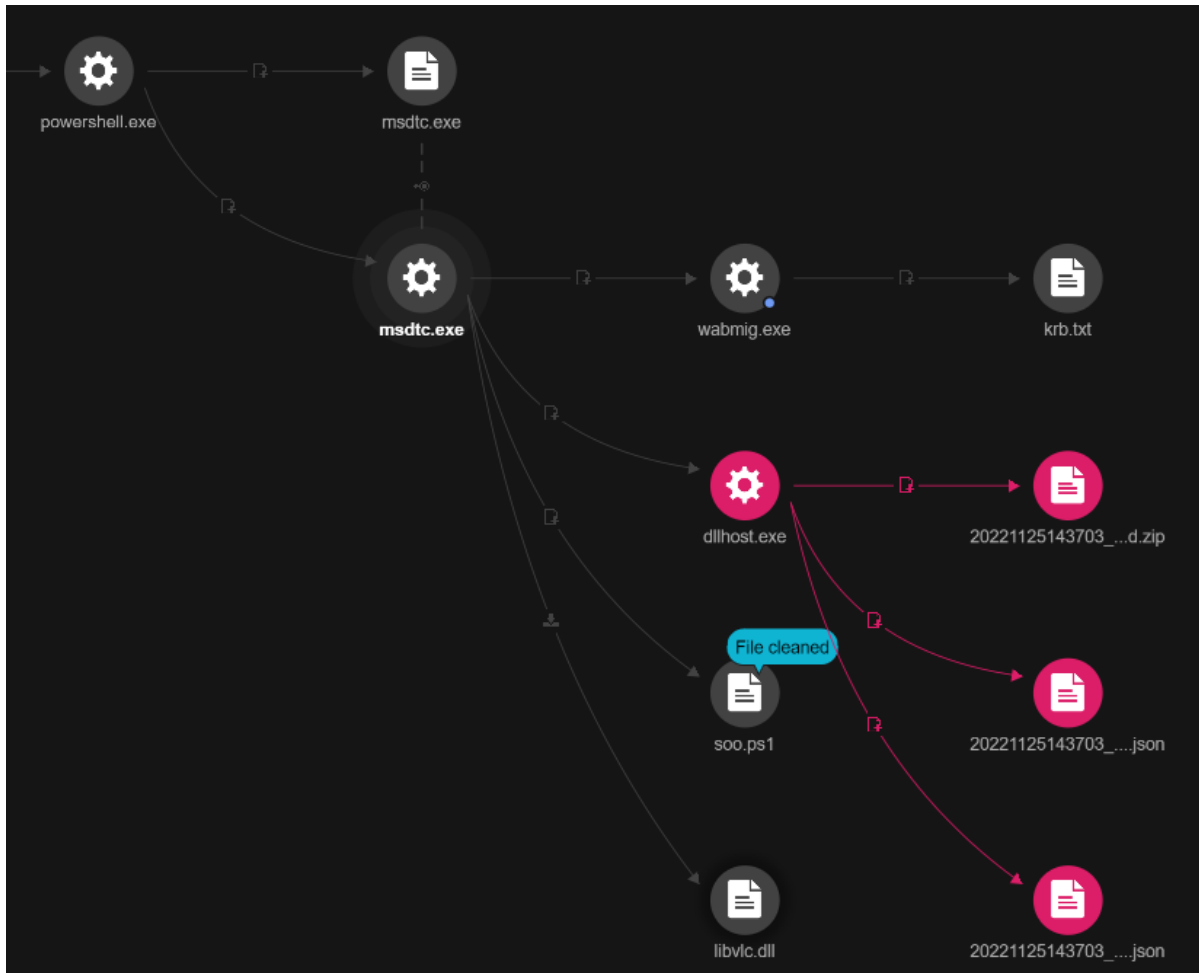 powershell.exe
msdtc.exe
msdtc.exe
wabmig.exe
krb.txt
dllhost.exe
20221125143703_...d.zip
File cleaned
soo.ps1
20221125143703_....json
libvlc.dll
20221125143703_....json